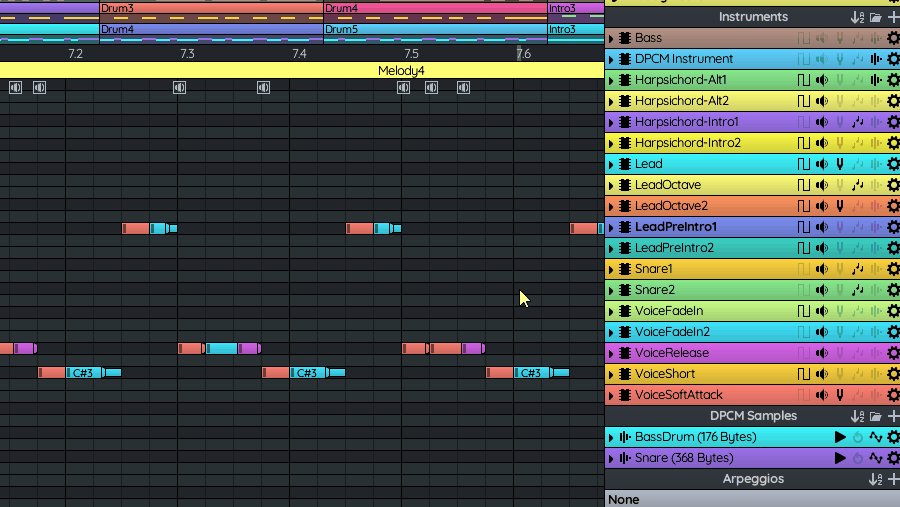 Drum3
Drum4
Intro3
Drum4
Drum5
Intro3
7.2
7.3
7.4
7.5
7.6
Melody4
C#3
C#3
C#3
Instruments
Bass
DPCM Instrument
Harpsichord-Alt1
Harpsichord-Alt2
Harpsichord-Intro1
Harpsichord-Intro2
Lead
LeadOctave
LeadOctave2
LeadPreIntro1
LeadPreIntro2
Snare1
Snare2
VoiceFadeIn
VoiceFadeIn2
VoiceRelease
VoiceShort
VoiceSoftAttack
DPCM Samples
BassDrum (176 Bytes)
Snare (368 Bytes)
Arpeggios
None